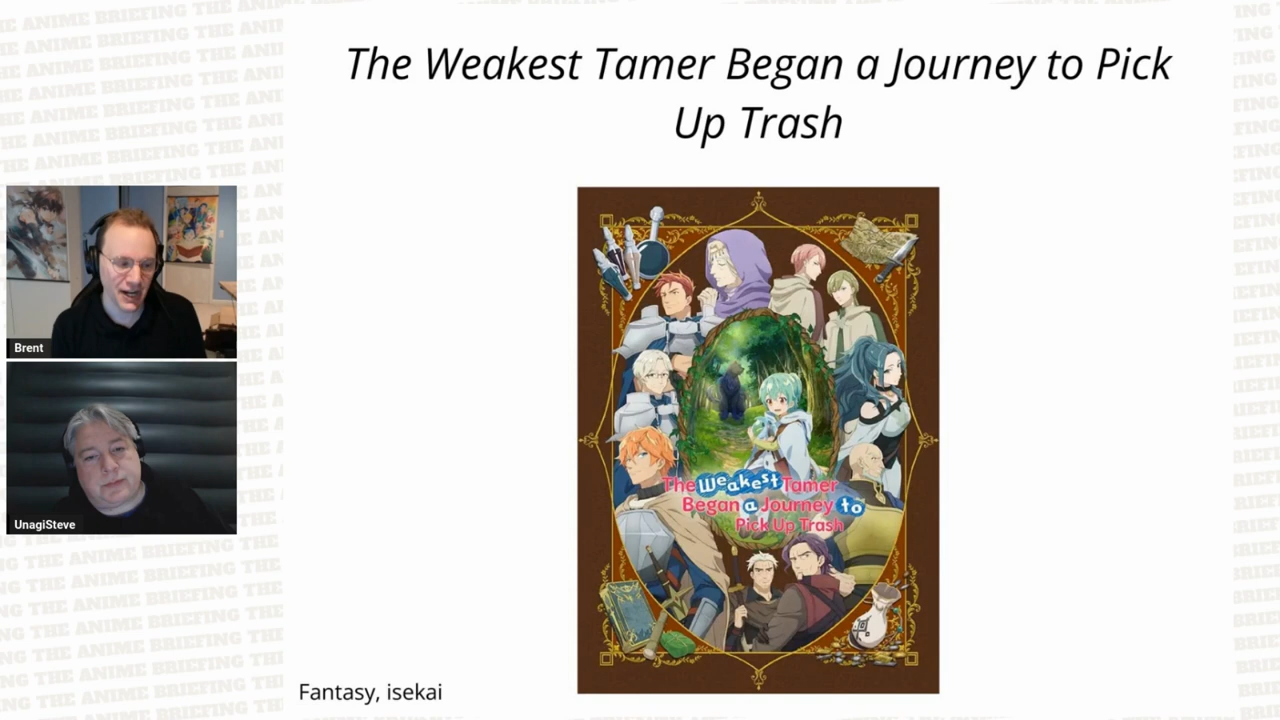 The Weakest Tamer Began a Journey to Pick
Up Trash
Brent
UnagiSteve
The Weakest Tamer
Began a Journey to
Pick Up Trash
Fantasy, isekai
THE ANIME BRIEFING